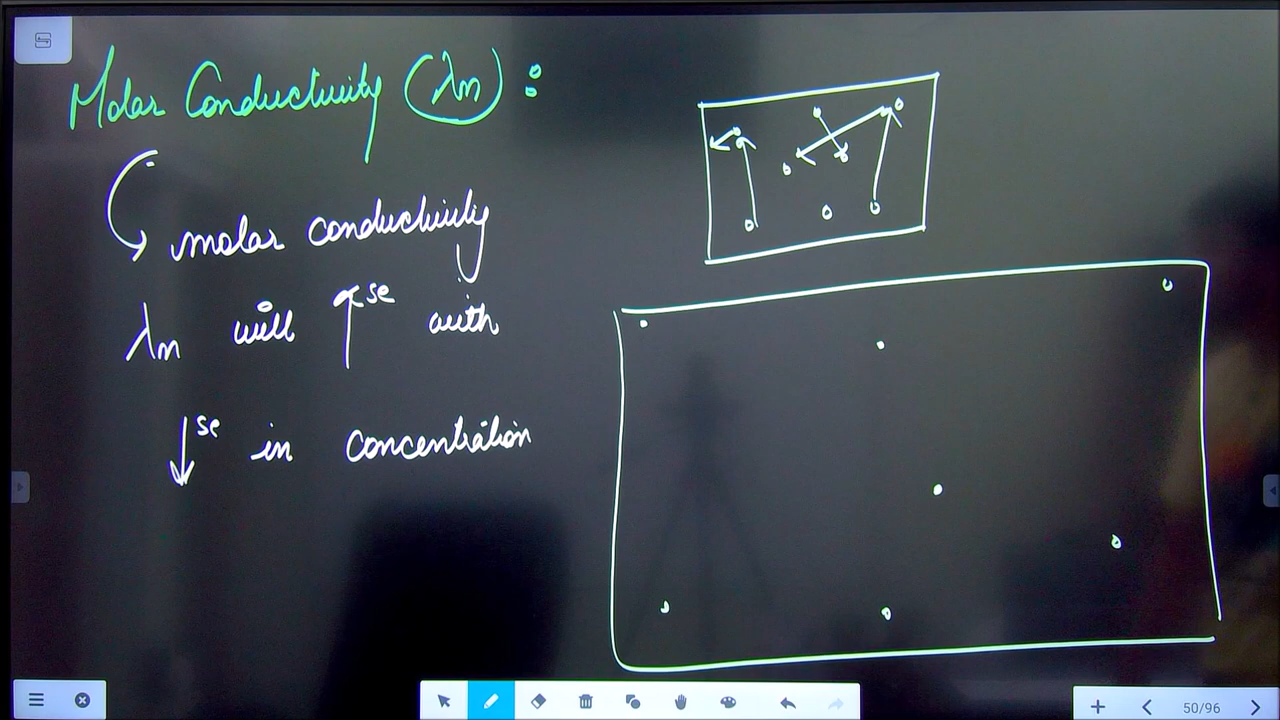 Molar Conductivity (λm) :
molar conductivity
λm will ↑se with
↓se in concentration
50/96